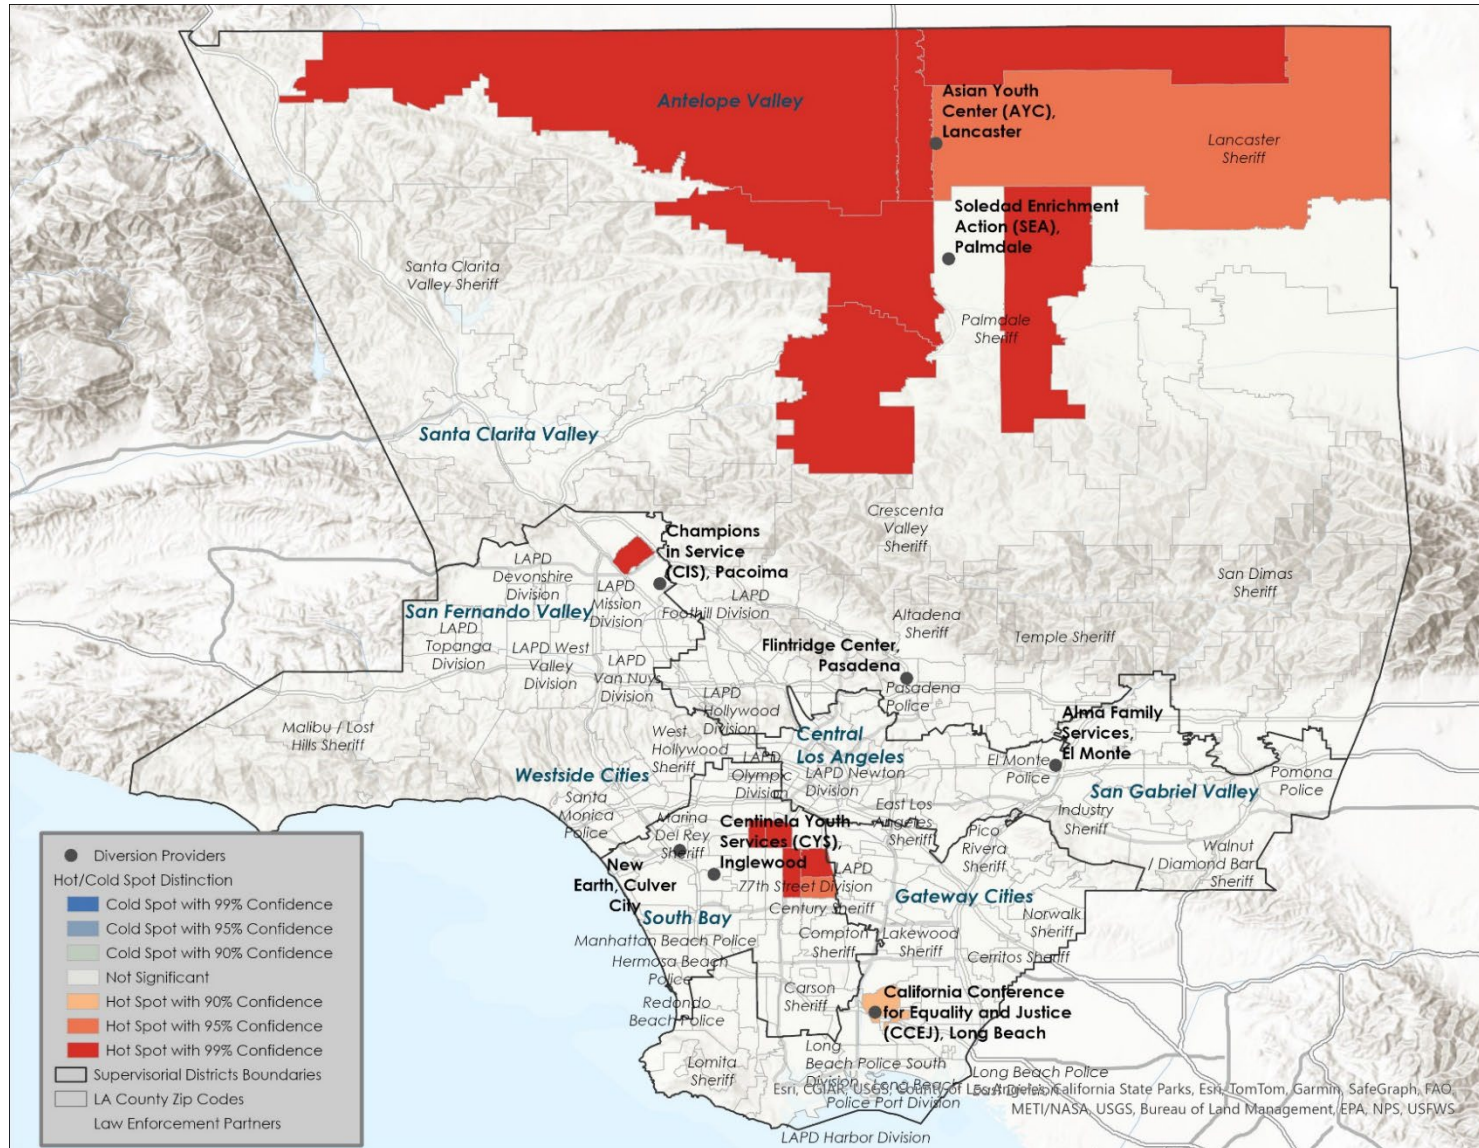 Antelope Valley
Asian Youth
Center (AYC),
Lancaster
Lancaster
Sheriff
Soledad Enrichment
Action (SEA),
Palmdale
Santa Clarita
Valley Sheriff
Palmdale
Sheriff
Santa Clarita Valley
Crescenta
Valley
Sheriff
Champions
in Service
(CIS), Pacoima
LAPD
Devonshire
Division
LAPD
Mission
Division
LAPD
Foothill Division
San Dimas
Sheriff
San Fernando Valley
Altadena
Sheriff
LAPD
Topanga
Division
LAPD West
Valley
Division
LAPD
Van Nuys
Division
Temple Sheriff
Flintridge Center,
Pasadena
Pasadena
Police
LAPD
Hollywood
Division
Malibu / Lost
Hills Sheriff
West
Hollywood
Sheriff
Central
Los Angeles
Alma Family
Services,
El Monte
El Monte
Police
Westside Cities
LAPD
Olympic
Division
LAPD Newton
Division
San Gabriel Valley
Pomona
Police
Santa
Monica
Police
Marina
Del Rey
Sheriff
Centinela Youth
Services (CYS),
Inglewood
East Los
Angeles
Sheriff
Industry
Sheriff
Pico
Rivera
Sheriff
Walnut
/ Diamond Bar
Sheriff
New
Earth, Culver
City
LAPD
77th Street Division
Gateway Cities
South Bay
Century Sheriff
Norwalk
Sheriff
Manhattan Beach Police
Compton
Sheriff
Lakewood
Sheriff
Cerritos Sheriff
Hermosa Beach
Police
Redondo
Beach Police
Carson
Sheriff
California Conference
for Equality and Justice
(CCEJ), Long Beach
Lomita
Sheriff
Long
Beach Police South
Division
Long Beach
Police Port Division
Long Beach Police
East Division
LAPD Harbor Division
Diversion Providers
Hot/Cold Spot Distinction
Cold Spot with 99% Confidence
Cold Spot with 95% Confidence
Cold Spot with 90% Confidence
Not Significant
Hot Spot with 90% Confidence
Hot Spot with 95% Confidence
Hot Spot with 99% Confidence
Supervisorial Districts Boundaries
LA County Zip Codes
Law Enforcement Partners
Esri, CGIAR, USGS, County of Los Angeles, California State Parks, Esri, TomTom, Garmin, SafeGraph, FAO,
METI/NASA, USGS, Bureau of Land Management, EPA, NPS, USFWS